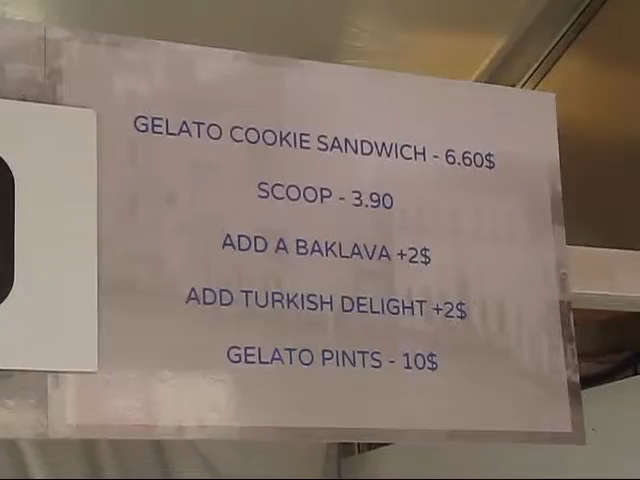 GELATO COOKIE SANDWICH - 6.60$
SCOOP - 3.90
ADD A BAKLAVA +2$
ADD TURKISH DELIGHT +2$
GELATO PINTS - 10$